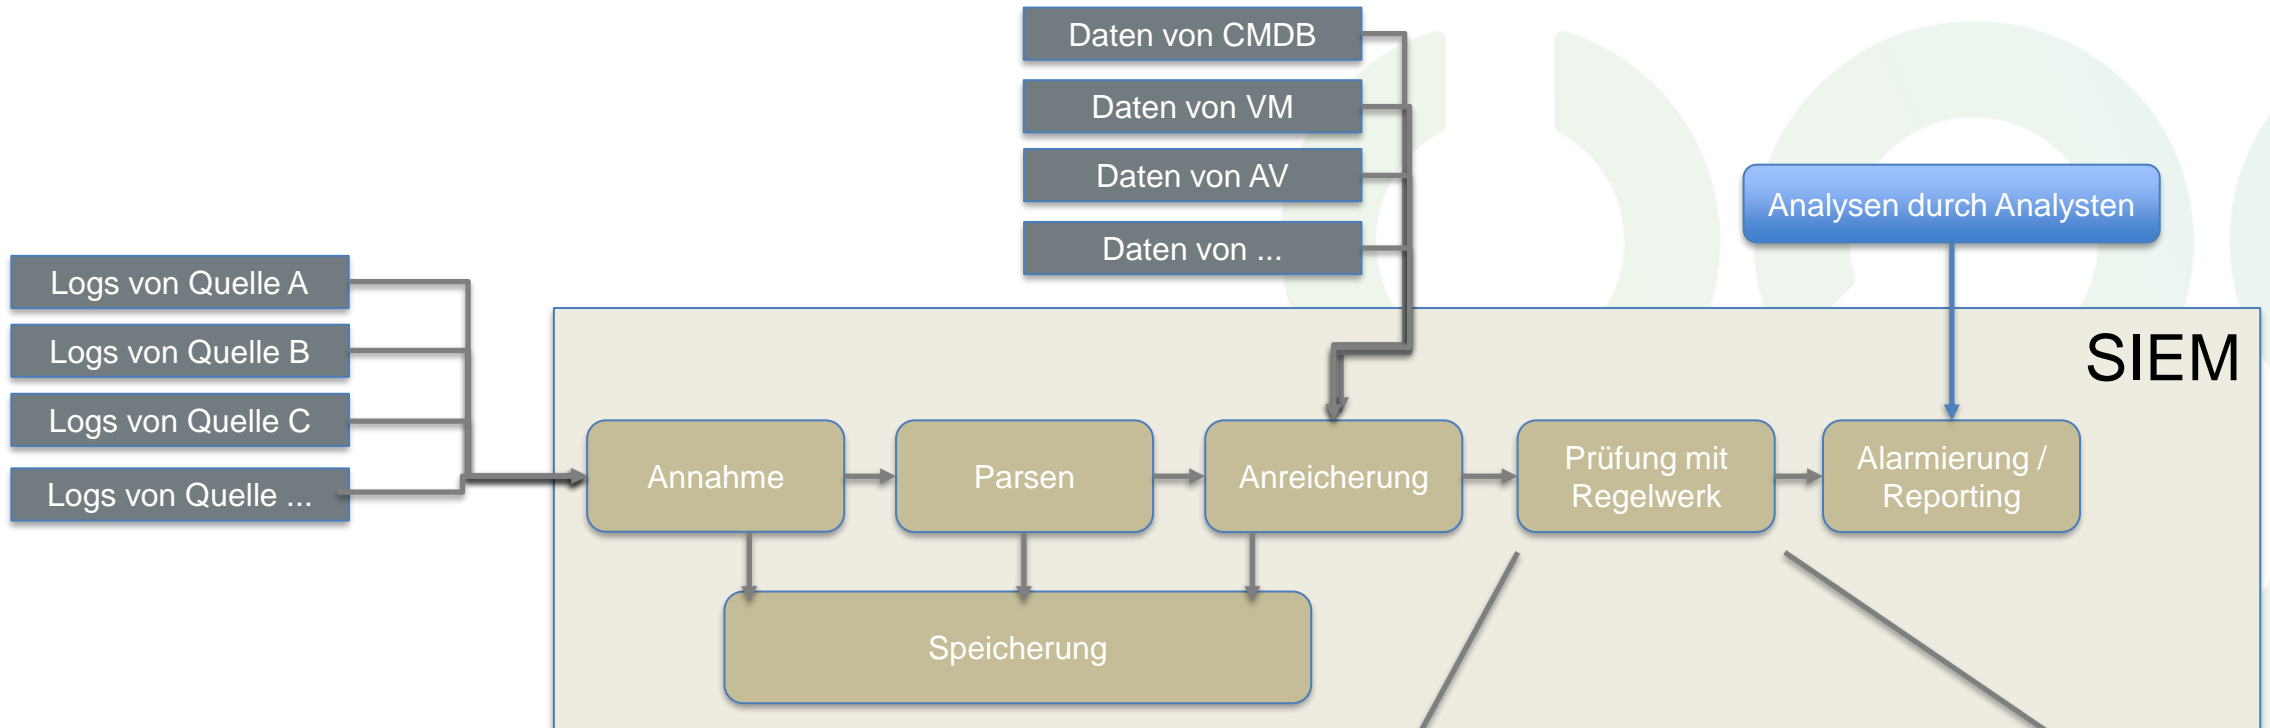 Daten von CMDB
Daten von VM
Daten von AV
Daten von ...
Analysen durch Analysten
Logs von Quelle A
Logs von Quelle B
Logs von Quelle C
Logs von Quelle ...
SIEM
Annahme
Parsen
Anreicherung
Prüfung mit
Regelwerk
Alarmierung /
Reporting
Speicherung